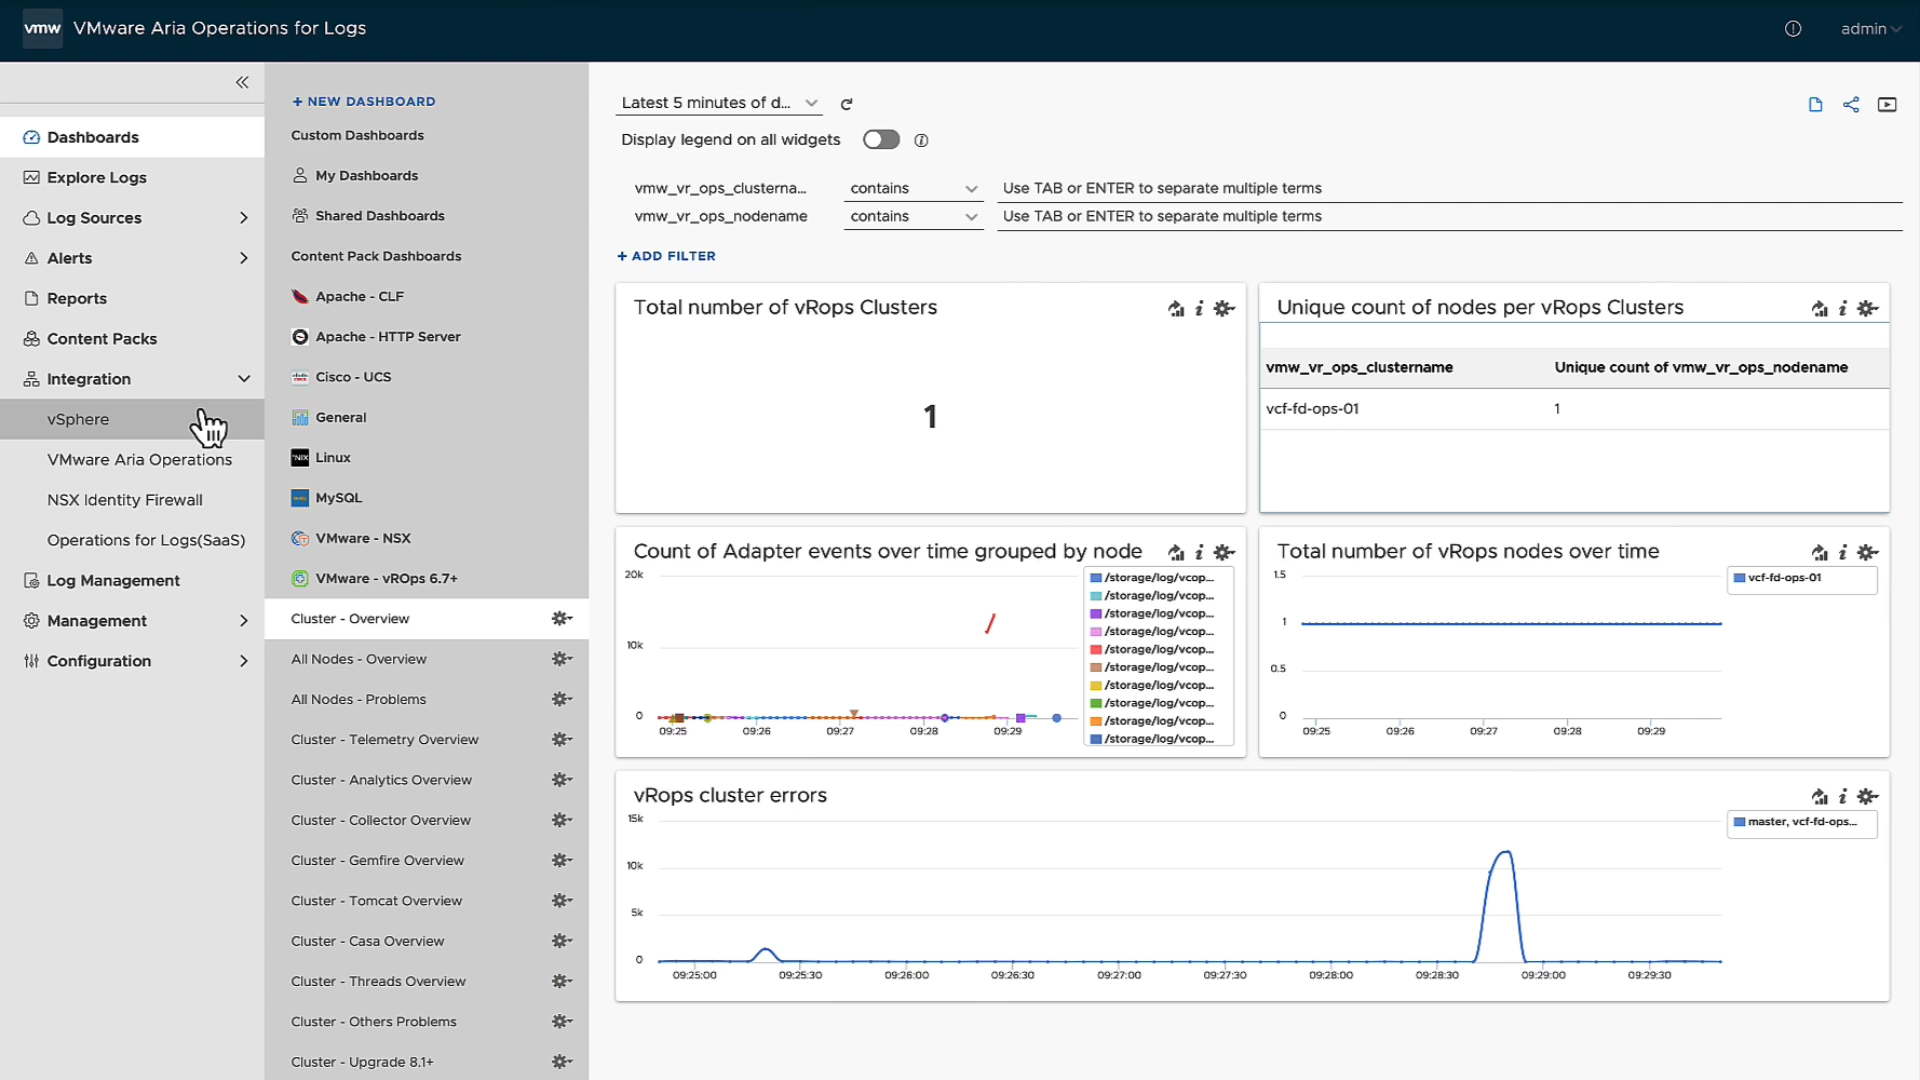 vmw VMware Aria Operations for Logs
admin
Dashboards
Explore Logs
Log Sources
Alerts
Reports
Content Packs
Integration
vSphere
VMware Aria Operations
NSX Identity Firewall
Operations for Logs(SaaS)
Log Management
Management
Configuration
+ NEW DASHBOARD
Custom Dashboards
My Dashboards
Shared Dashboards
Content Pack Dashboards
Apache - CLF
Apache - HTTP Server
Cisco - UCS
General
Linux
MySQL
VMware - NSX
VMware - vROps 6.7+
Cluster - Overview
All Nodes - Overview
All Nodes - Problems
Cluster - Telemetry Overview
Cluster - Analytics Overview
Cluster - Collector Overview
Cluster - Gemfire Overview
Cluster - Tomcat Overview
Cluster - Casa Overview
Cluster - Threads Overview
Cluster - Others Problems
Cluster - Upgrade 8.1+
Latest 5 minutes of d...
Display legend on all widgets
vmw_vr_ops_clusterna... contains Use TAB or ENTER to separate multiple terms
vmw_vr_ops_nodename contains Use TAB or ENTER to separate multiple terms
+ ADD FILTER
Total number of vRops Clusters
1
Unique count of nodes per vRops Clusters
vmw_vr_ops_clustername Unique count of vmw_vr_ops_nodename
vcf-fd-ops-01 1
Count of Adapter events over time grouped by node
20k
10k
0
09:25 09:26 09:27 09:28 09:29
/storage/log/vcop...
/storage/log/vcop...
/storage/log/vcop...
/storage/log/vcop...
/storage/log/vcop...
/storage/log/vcop...
/storage/log/vcop...
/storage/log/vcop...
/storage/log/vcop...
/storage/log/vcop...
Total number of vRops nodes over time
1.5
1
0.5
0
09:25 09:26 09:27 09:28 09:29
vcf-fd-ops-01
vRops cluster errors
15k
10k
5k
0
09:25:00 09:25:30 09:26:00 09:26:30 09:27:00 09:27:30 09:28:00 09:28:30 09:29:00 09:29:30
master, vcf-fd-ops...